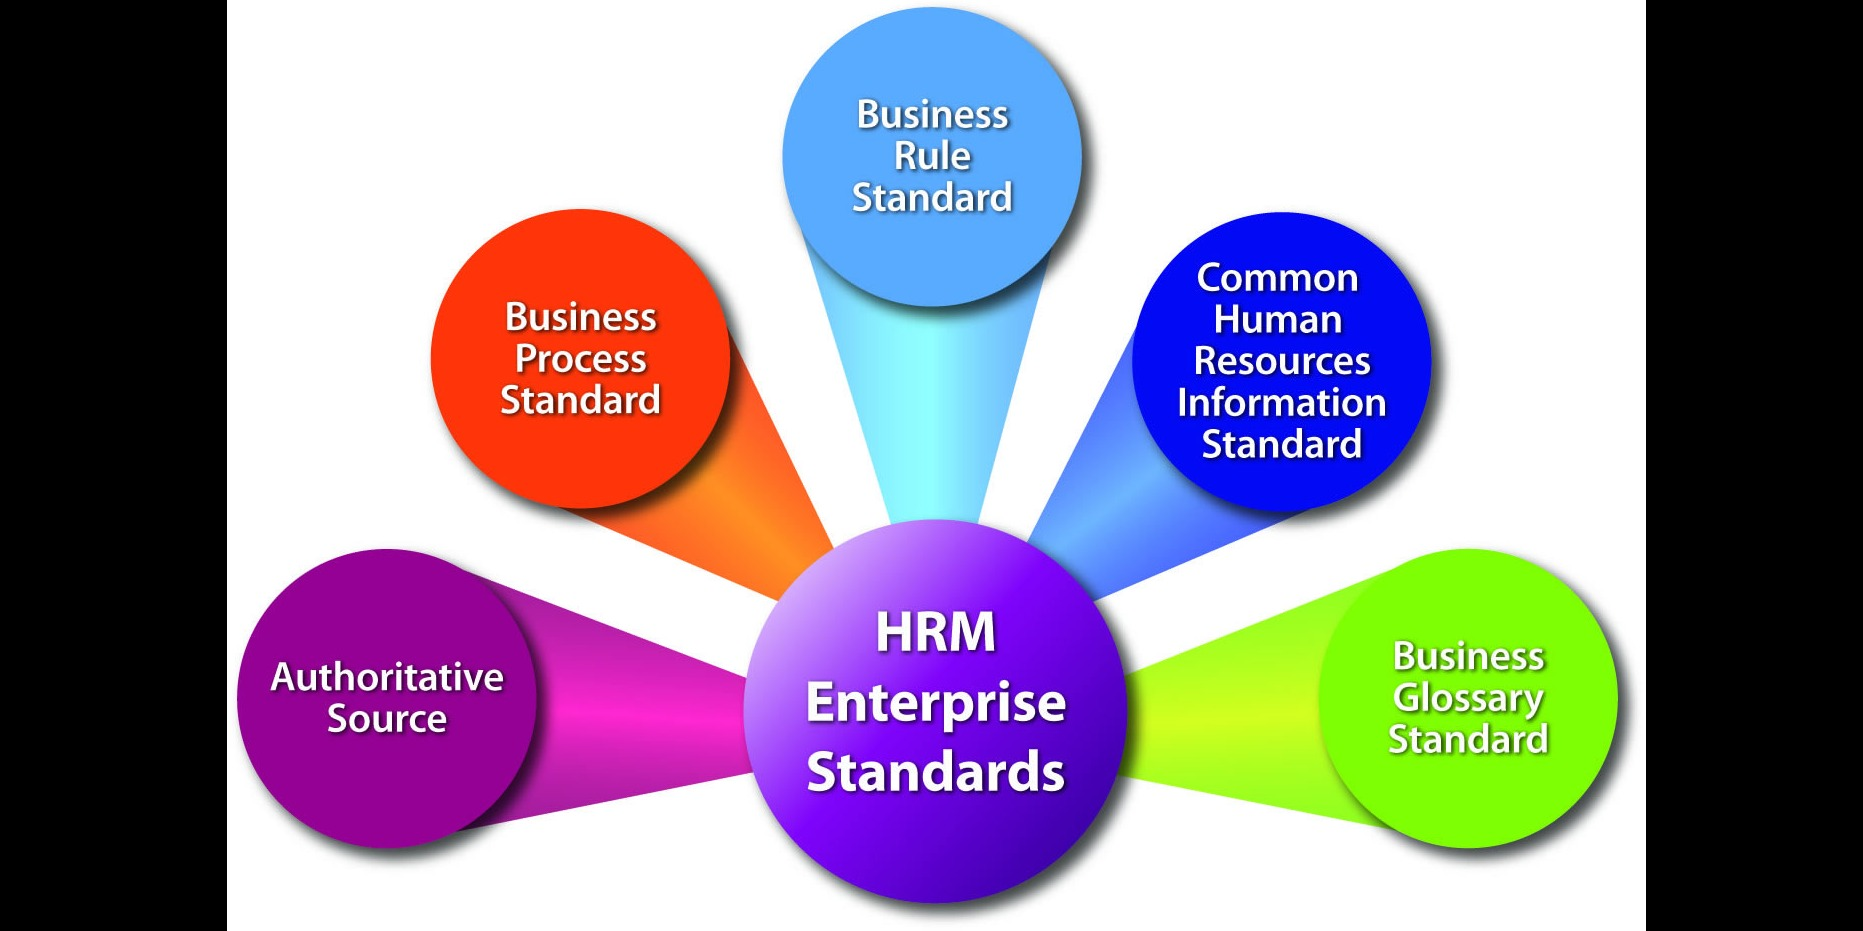 Business
Rule
Standard
Business
Process
Standard
Common
Human
Resources
Information
Standard
Authoritative
Source
HRM
Enterprise
Standards
Business
Glossary
Standard